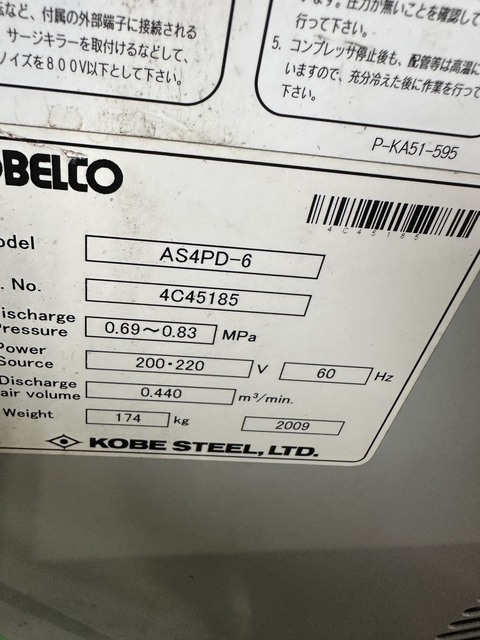 など、付属の外部端子に接続される
サージキラーを取付けるなどして、
ノイズを800V以下として下さい。
圧力が無いことを確認して
行って下さい。
5. コンプレッサ停止後も、配管等は高温に
いますので、充分冷えた後に作業を行って
下さい。
P-KA51-595
OBELCO
4C45185
odel AS4PD-6
. No. 4C45185
ischarge
ressure 0.69～0.83 MPa
Power
Source 200・220 V 60 Hz
Discharge
air volume 0.440 m³/min.
Weight 174 kg 2009
KOBE STEEL, LTD.